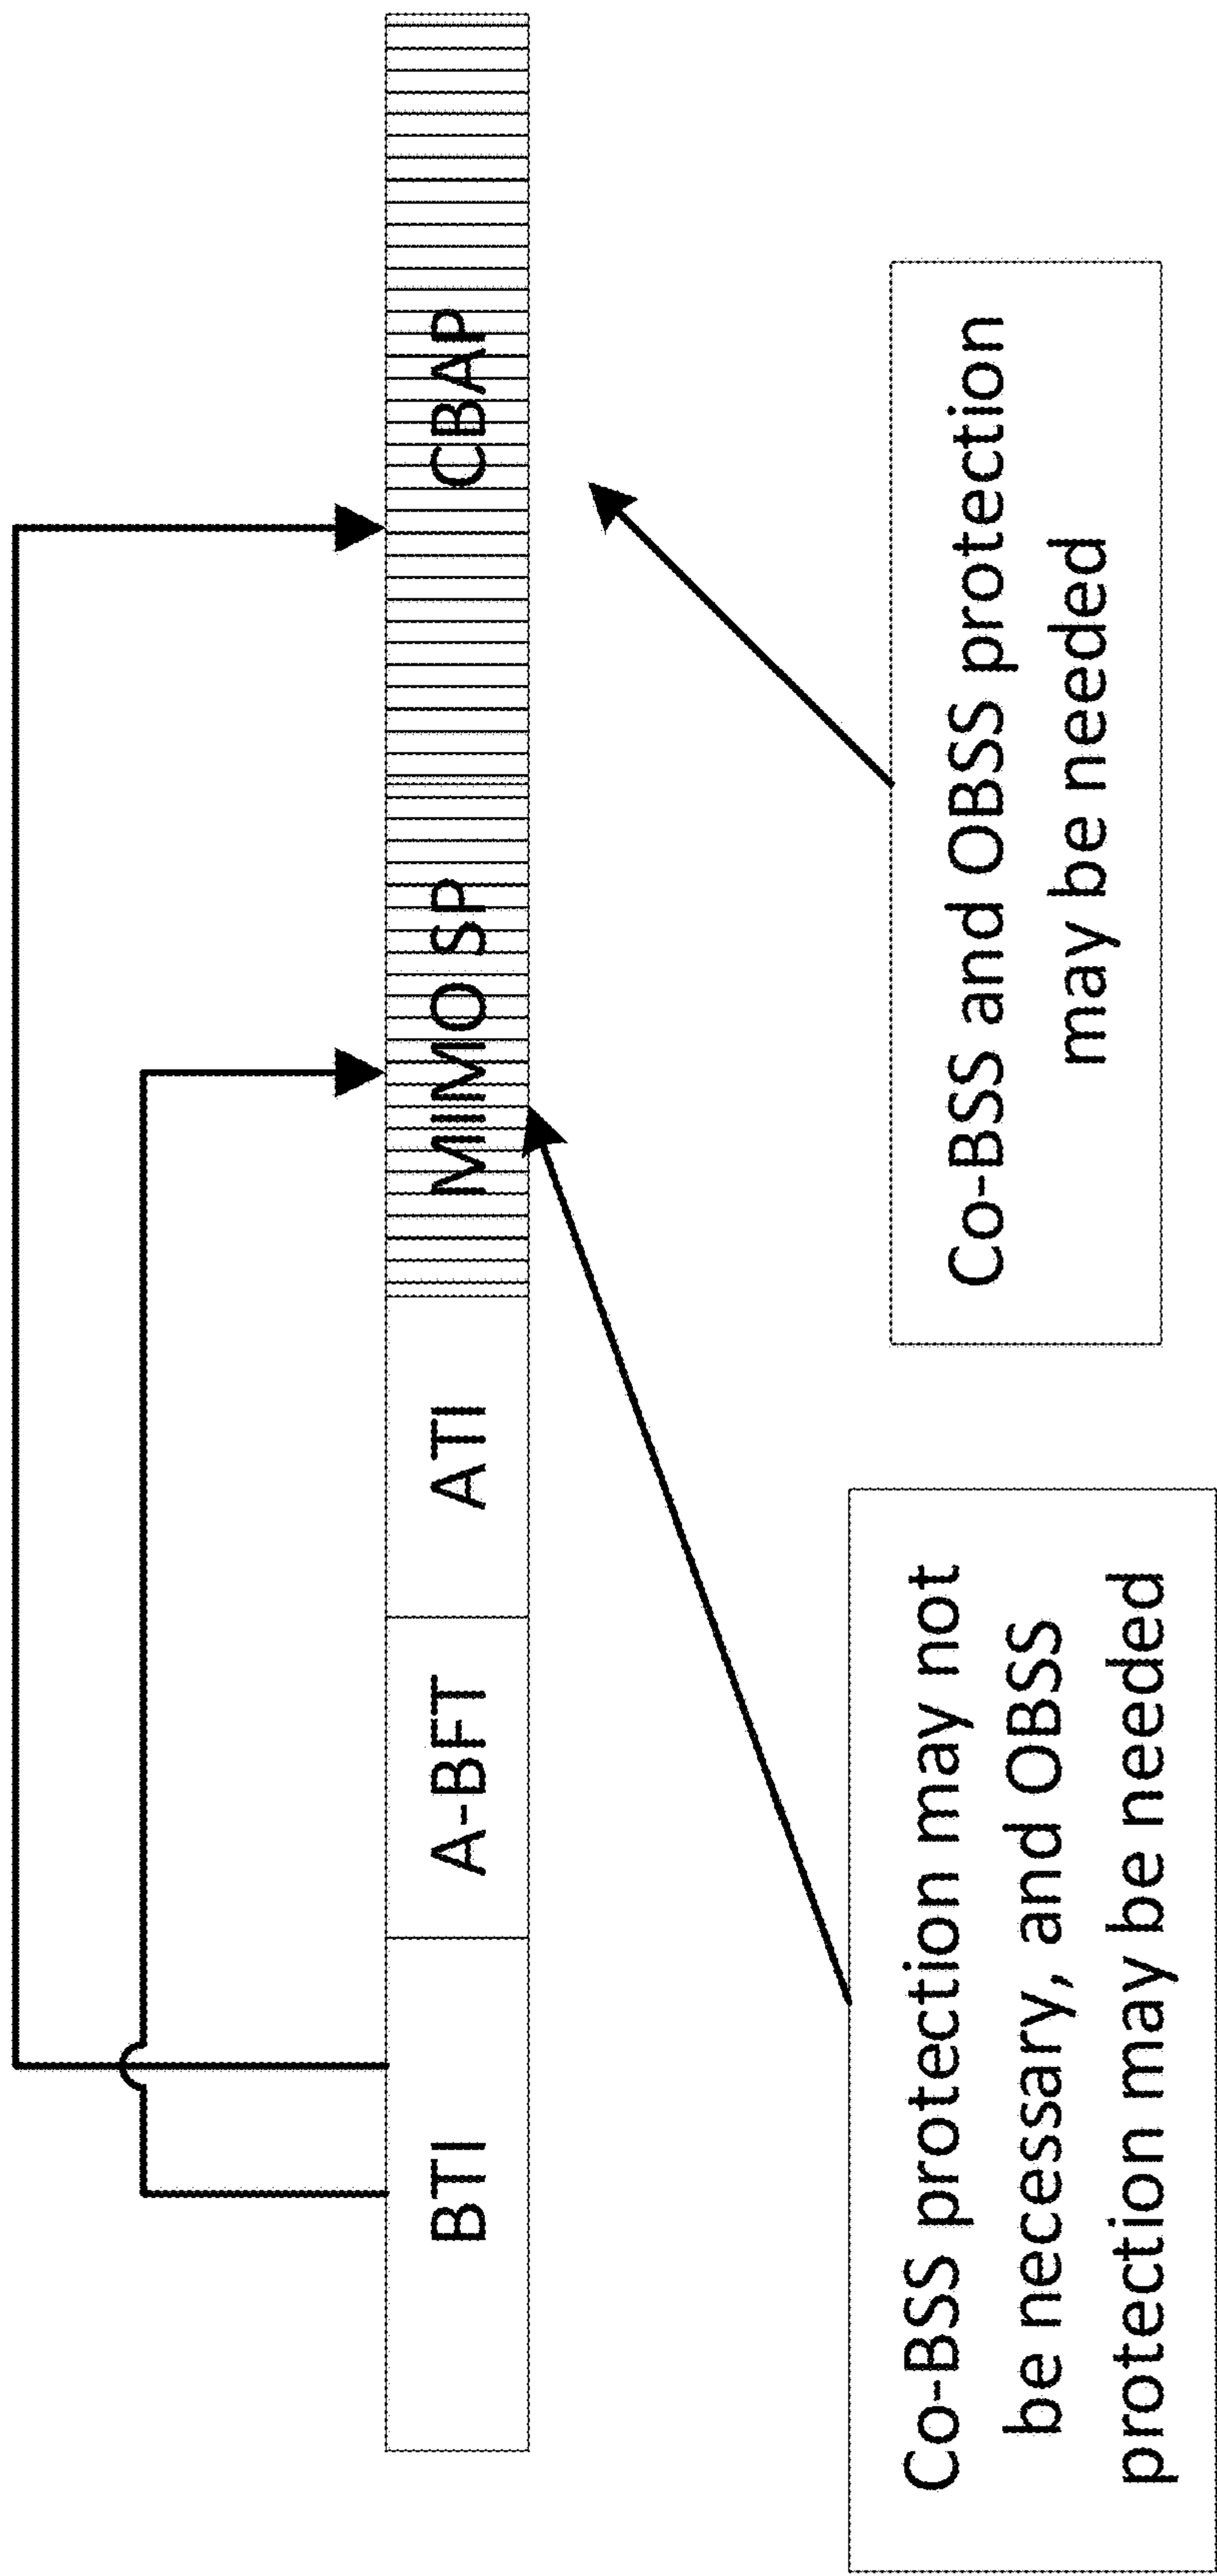 BTI
A-BFT
ATI
MIMO SP
CBAP
Co-BSS protection may not
be necessary, and OBSS
protection may be needed
Co-BSS and OBSS protection
may be needed